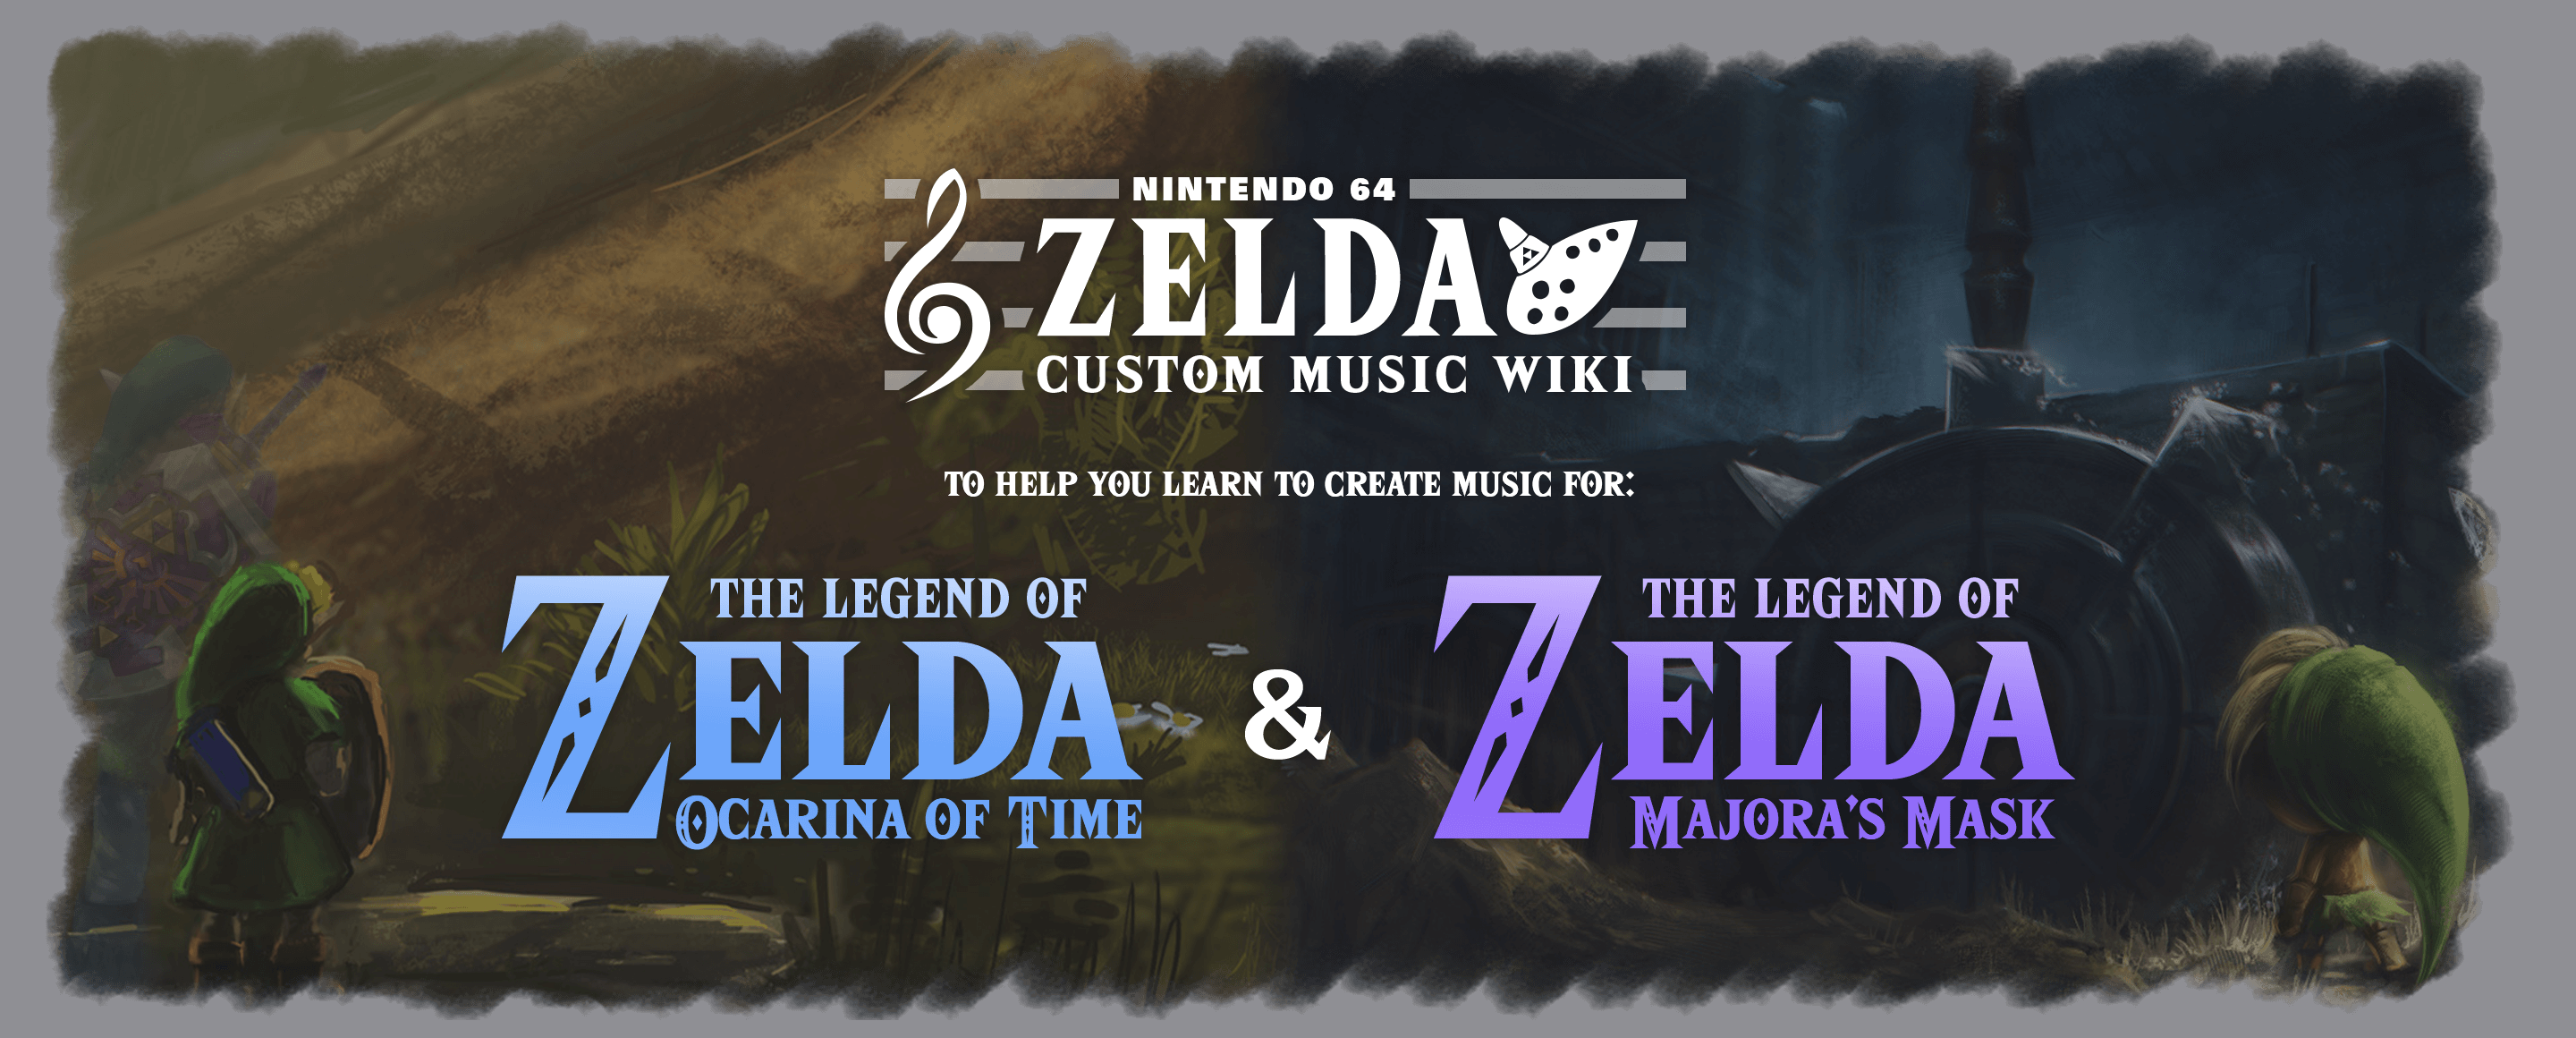 NINTENDO 64
ZELDA
CUSTOM MUSIC WIKI
TO HELP YOU LEARN TO CREATE MUSIC FOR:
THE LEGEND OF
ZELDA
OCARINA OF TIME
&
THE LEGEND OF
ZELDA
MAJORA'S MASK